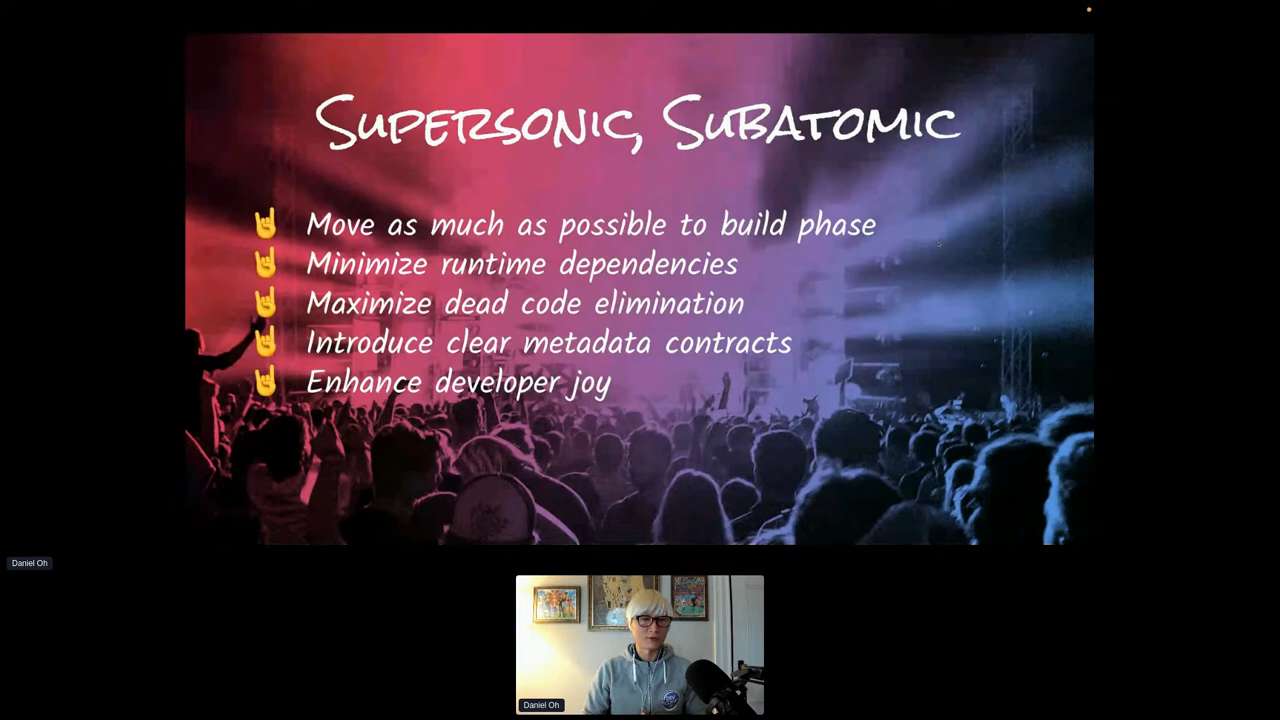 Supersonic, Subatomic
🤘 Move as much as possible to build phase
🤘 Minimize runtime dependencies
🤘 Maximize dead code elimination
🤘 Introduce clear metadata contracts
🤘 Enhance developer joy
Daniel Oh
Daniel Oh